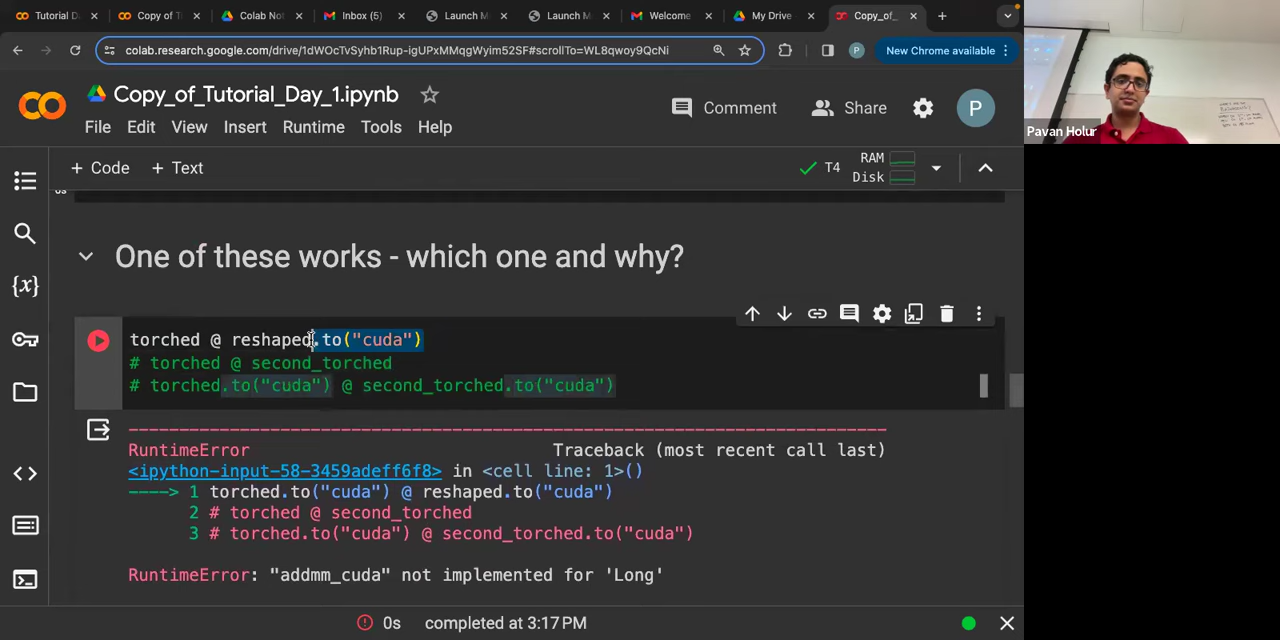 Tutorial D
Copy of T
Colab Not
Inbox (5)
Launch M
Launch M
Welcome
My Drive
Copy_of_
colab.research.google.com/drive/1dWOcTvSyhb1Rup-igUPxMMqgWyim52SF#scrollTo=WL8qwoy9QcNi
P
New Chrome available
Copy_of_Tutorial_Day_1.ipynb
Comment
Share
P
File Edit View Insert Runtime Tools Help
+ Code + Text
T4
RAM
Disk
0s
One of these works - which one and why?
torched @ reshaped.to("cuda")
# torched @ second_torched
# torched.to("cuda") @ second_torched.to("cuda")
RuntimeError Traceback (most recent call last)
<ipython-input-58-3459adeff6f8> in <cell line: 1>()
----> 1 torched.to("cuda") @ reshaped.to("cuda")
2 # torched @ second_torched
3 # torched.to("cuda") @ second_torched.to("cuda")
RuntimeError: "addmm_cuda" not implemented for 'Long'
0s completed at 3:17PM
Pavan Holur